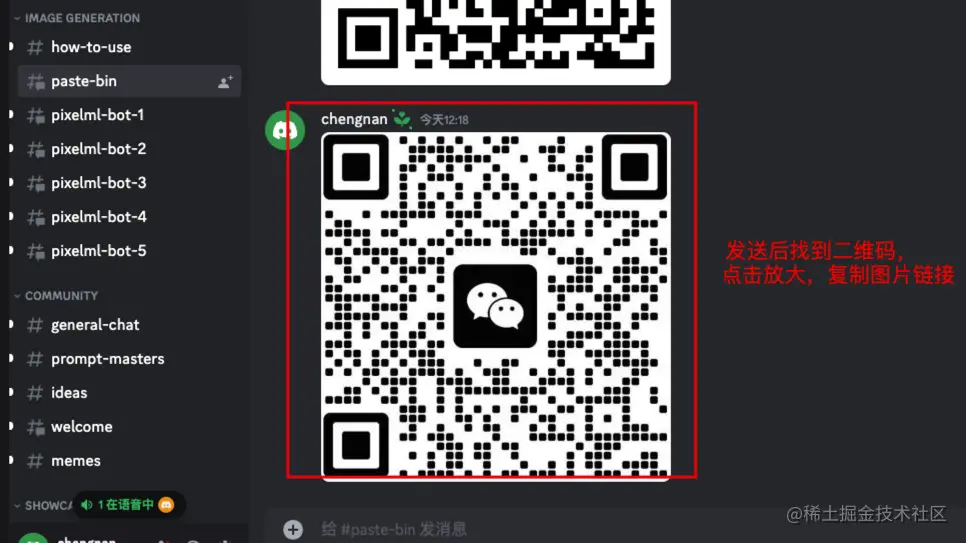 IMAGE GENERATION
# how-to-use
# paste-bin
# pixelml-bot-1
# pixelml-bot-2
# pixelml-bot-3
# pixelml-bot-4
# pixelml-bot-5
COMMUNITY
# general-chat
# prompt-masters
# ideas
# welcome
# memes
SHOWCA
1 在语音中
chengnan
chengnan 今天12:18
发送后找到二维码，
点击放大，复制图片链接
给 #paste-bin 发消息
@稀土掘金技术社区